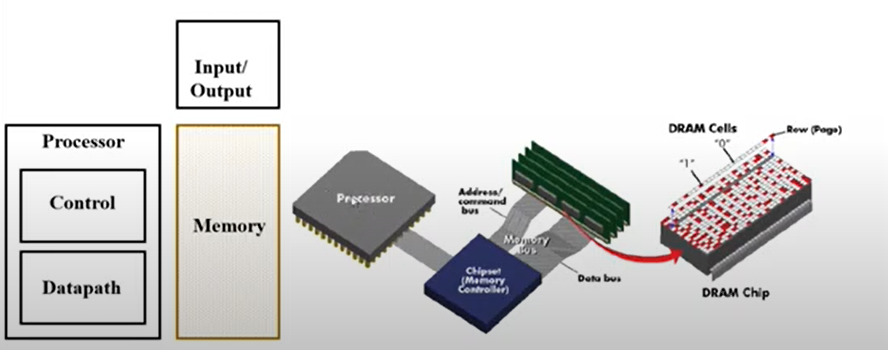 Input/
Output
Processor
Control
Datapath
Memory
Processor
Address/
command
bus
Memory
Bus
Chipset
(Memory
Controller)
Data bus
DRAM Cells
Row (Page)
"0"
"1"
DRAM Chip